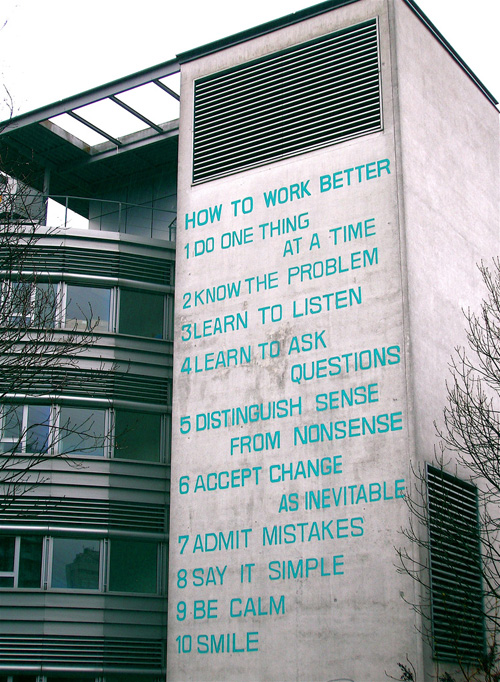 HOW TO WORK BETTER
1 DO ONE THING
AT A TIME
2 KNOW THE PROBLEM
3 LEARN TO LISTEN
4 LEARN TO ASK
QUESTIONS
5 DISTINGUISH SENSE
FROM NONSENSE
6 ACCEPT CHANGE
AS INEVITABLE
7 ADMIT MISTAKES
8 SAY IT SIMPLE
9 BE CALM
10 SMILE